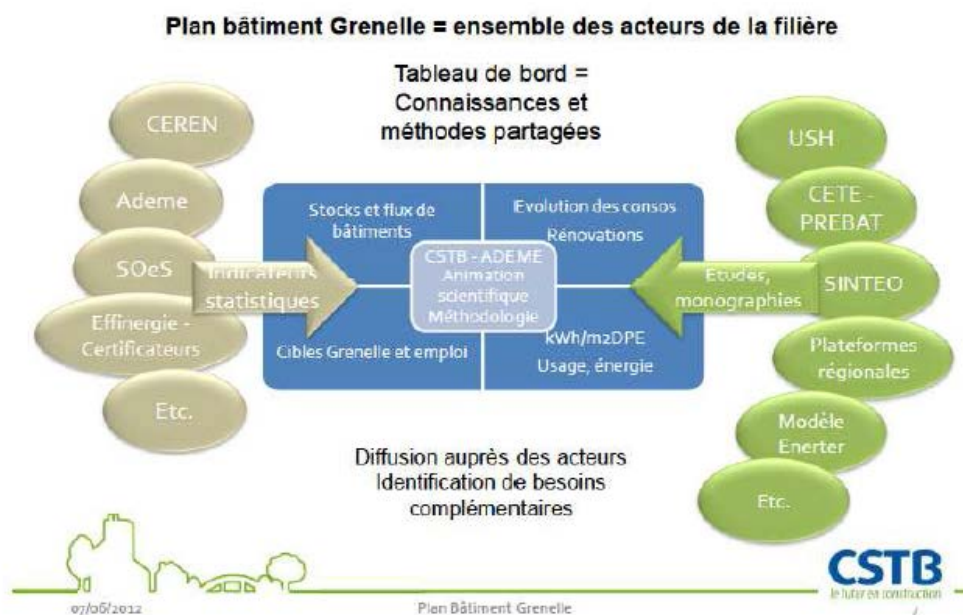 Plan bâtiment Grenelle = ensemble des acteurs de la filière
Tableau de bord =
Connaissances et
méthodes partagées
CEREN
Ademe
SOeS
Effinergie -
Certificateurs
Etc.
Indicateurs
statistiques
Stocks et flux de
bâtiments
Evolution des consos
Rénovations
CSTB - ADEME
Animation
scientifique
Méthodologie
Cibles Grenelle et emploi
kWh/m2DPE
Usage, énergie
Etudes,
monographies
USH
CETE -
PREBAT
SINTEO
Plateformes
régionales
Modèle
Enerter
Etc.
Diffusion auprès des acteurs
Identification de besoins
complémentaires
CSTB
le futur en construction
07/06/2012
Plan Bâtiment Grenelle